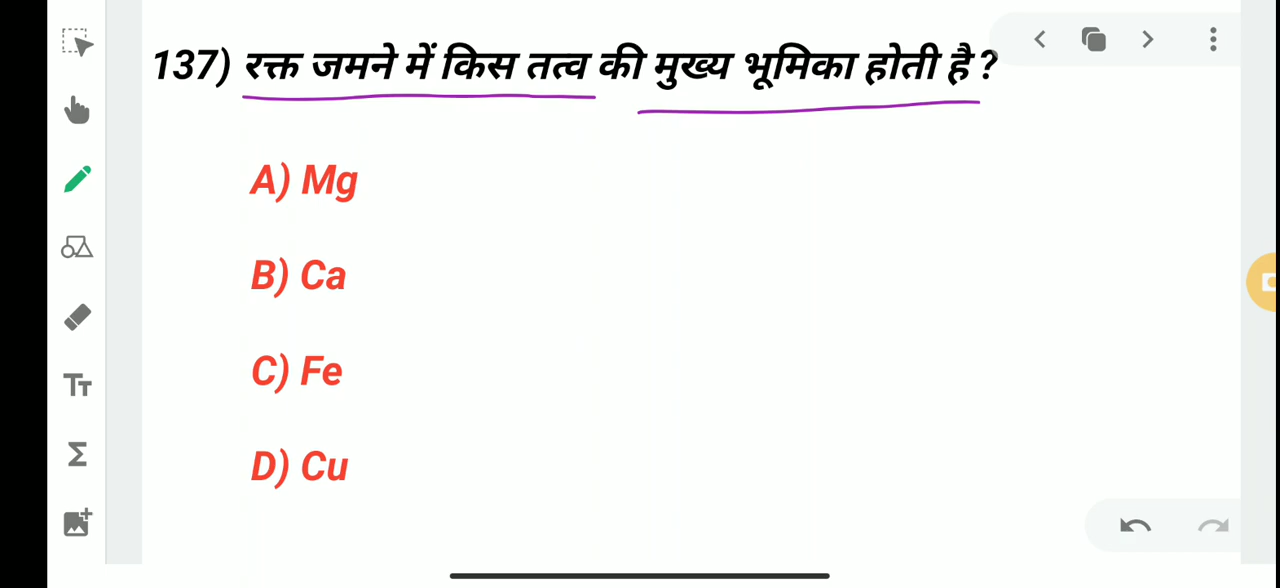 137) रक्त जमने में किस तत्व की मुख्य भूमिका होती है?
A) Mg
B) Ca
C) Fe
D) Cu